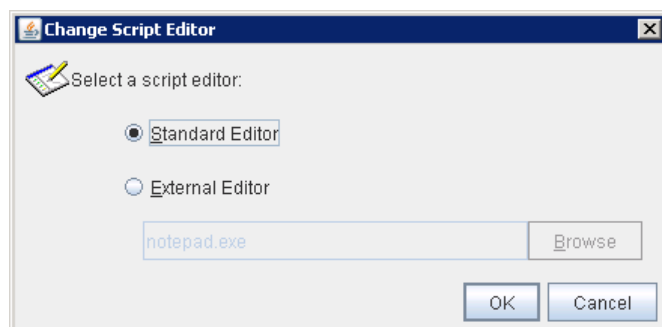 Change Script Editor
Select a script editor:
Standard Editor
External Editor
notepad.exe
Browse
OK
Cancel